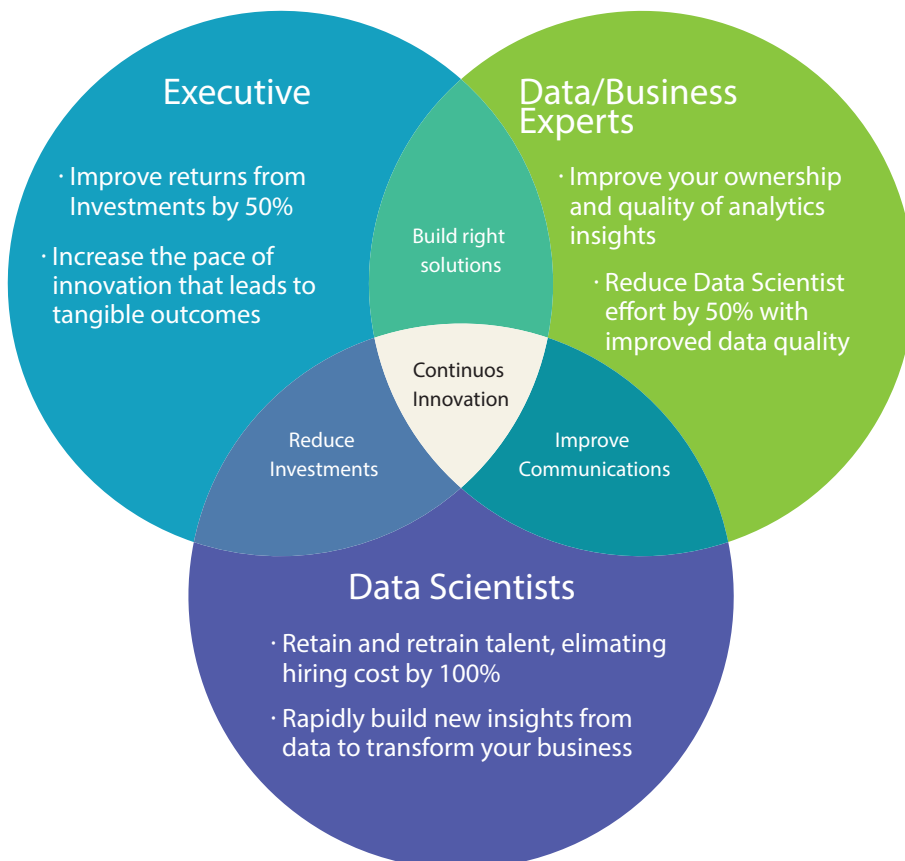 Executive
· Improve returns from
Investments by 50%
· Increase the pace of
innovation that leads to
tangible outcomes
Data/Business
Experts
· Improve your ownership
and quality of analytics
insights
· Reduce Data Scientist
effort by 50% with
improved data quality
Build right
solutions
Continuos
Innovation
Reduce
Investments
Improve
Communications
Data Scientists
· Retain and retrain talent, elimating
hiring cost by 100%
· Rapidly build new insights from
data to transform your business